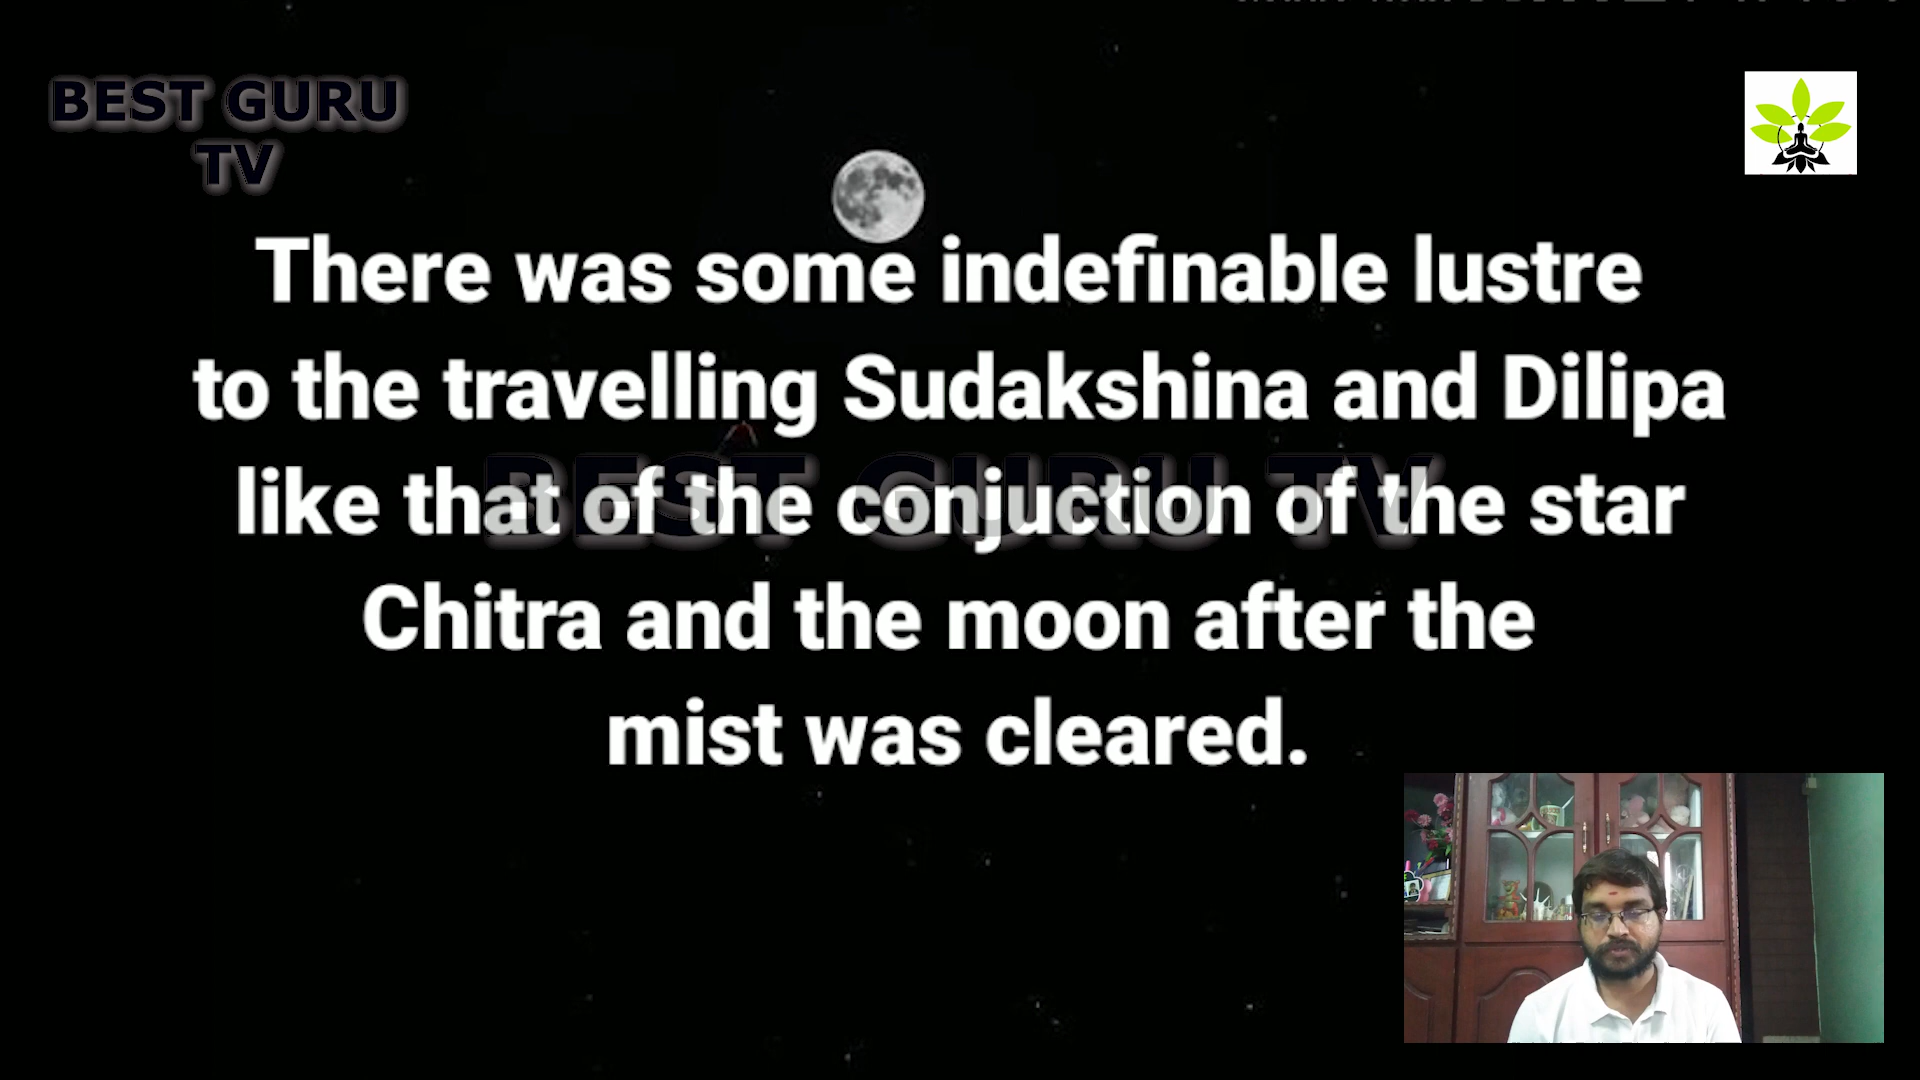 BEST GURU
TV
There was some indefinable lustre
to the travelling Sudakshina and Dilipa
like that of the conjuction of the star
Chitra and the moon after the
mist was cleared.
BEST GURU TV